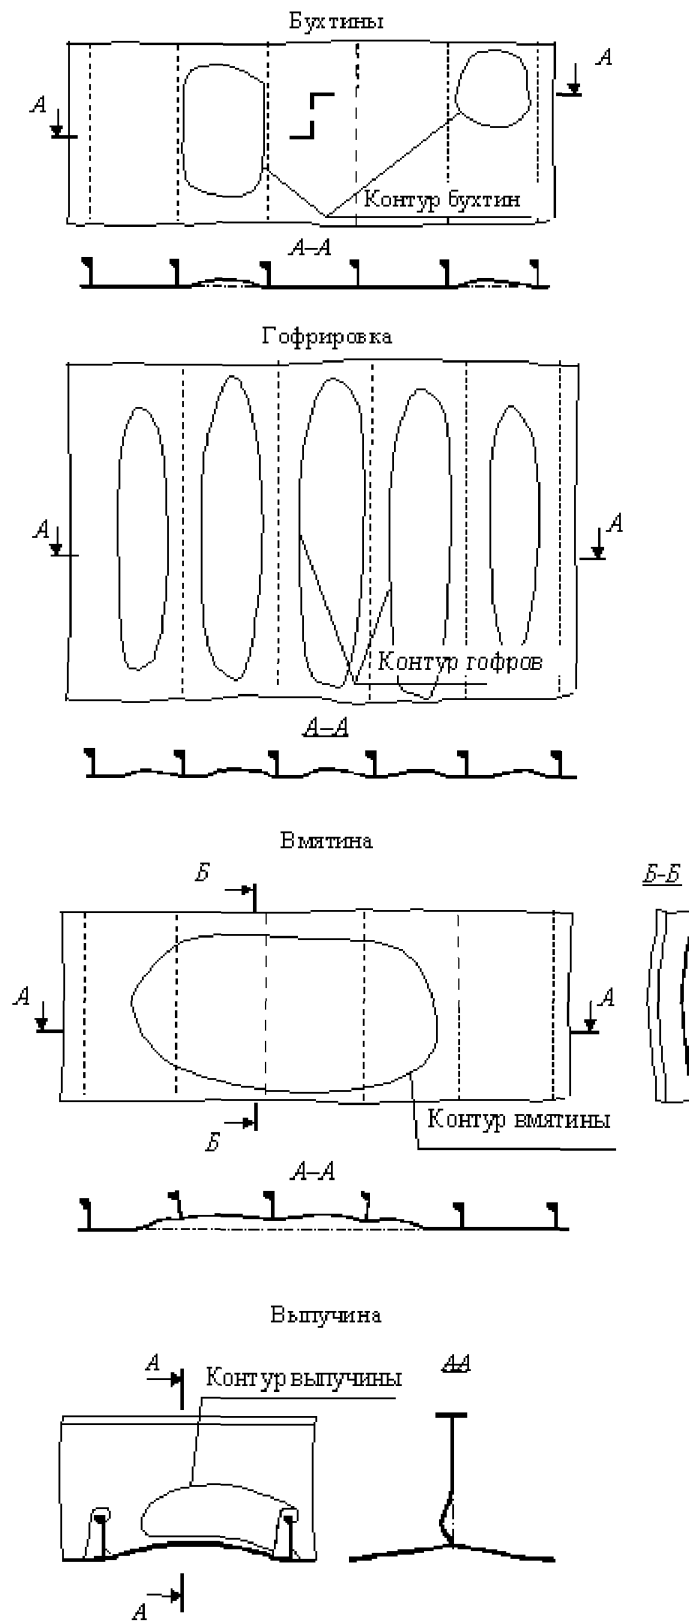 Бухтины
А
А
Контур бухтин
А–А
Гофрировка
А
А
Контур гофров
А–А
Вмятина
Б
Б-Б
А
А
Контур вмятины
Б
А–А
Выпучина
А
АА
Контур выпучины
А